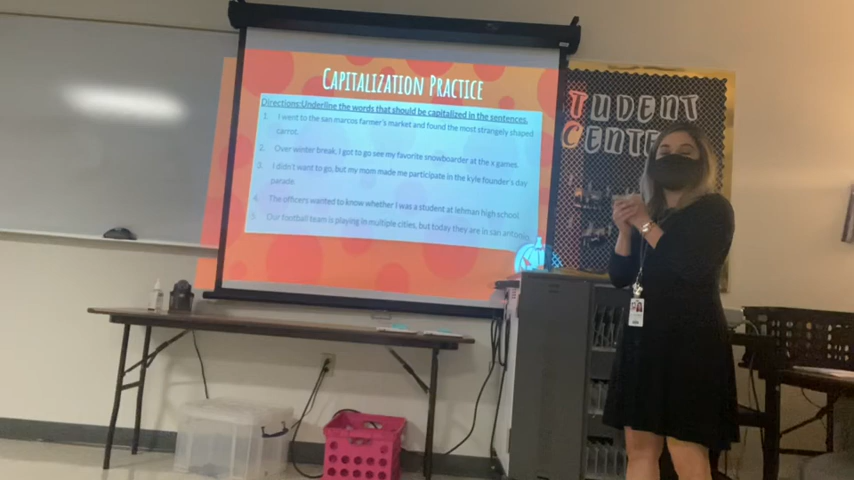 CAPITALIZATION PRACTICE
Directions:Underline the words that should be capitalized in the sentences.
1. I went to the san marcos farmer's market and found the most strangely shaped
carrot.
2. Over winter break, I got to go see my favorite snowboarder at the x games.
3. I didn't want to go, but my mom made me participate in the kyle founder's day
parade.
4. The officers wanted to know whether I was a student at lehman high school.
5. Our football team is playing in multiple cities, but today they are in san antonio.
TUDENT
CENTE